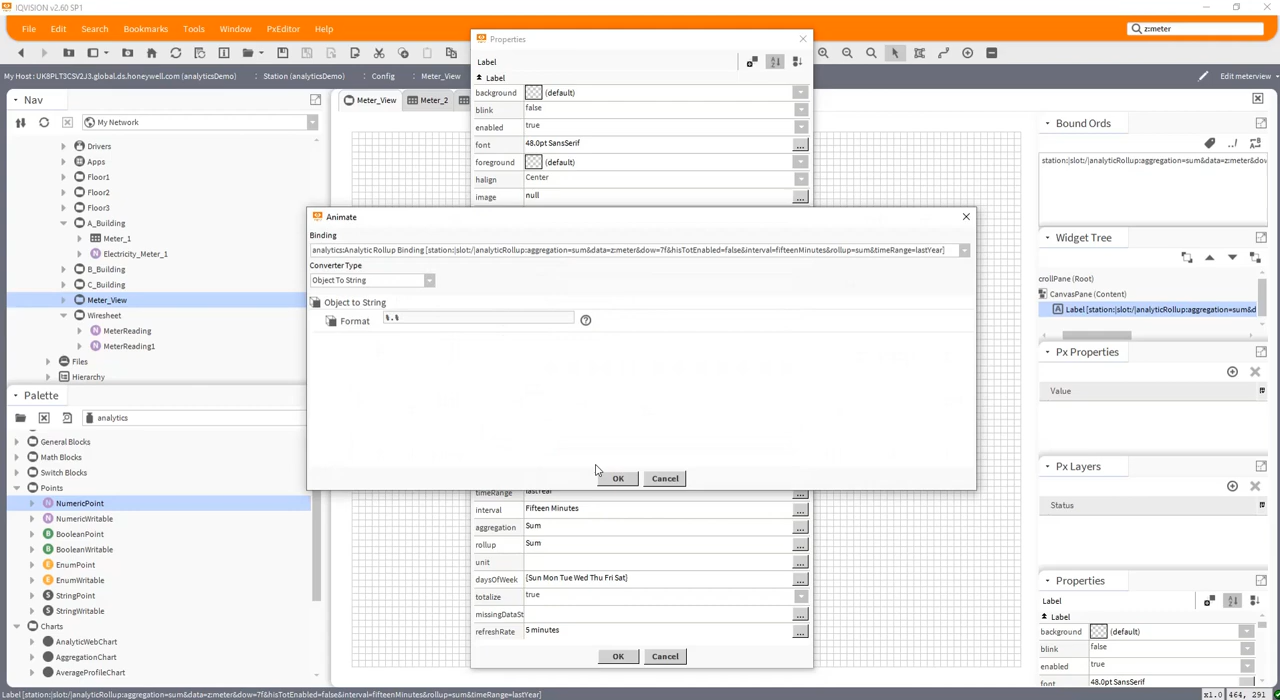 IQVISION v2.60 SP1
File Edit Search Bookmarks Tools Window PxEditor Help
z:meter
My Host : UK8PLT3CSV2J3.global.ds.honeywell.com (analyticsDemo) : Station (analyticsDemo) : Config : Meter_View
Edit meterview
Nav
My Network
Drivers
Apps
Floor1
Floor2
Floor3
A_Building
Meter_1
Electricity_Meter_1
B_Building
C_Building
Meter_View
Wiresheet
MeterReading
MeterReading1
Files
Hierarchy
Palette
analytics
General Blocks
Math Blocks
Switch Blocks
Points
NumericPoint
NumericWritable
BooleanPoint
BooleanWritable
EnumPoint
EnumWritable
StringPoint
StringWritable
Charts
AnalyticWebChart
AggregationChart
AverageProfileChart
Meter_View Meter_2
Properties
Label
Label
background (default)
blink false
enabled true
font 48.0pt SansSerif
foreground (default)
halign Center
image null
Animate
Binding
analytics:Analytic Rollup Binding [station:|slot:/|analyticRollup:aggregation=sum&data=z:meter&dow=7f&hisTotEnabled=false&interval=fifteenMinutes&rollup=sum&timeRange=lastYear]
Converter Type
Object To String
Object to String
Format %.%
OK Cancel
timeRange lastYear
interval Fifteen Minutes
aggregation Sum
rollup Sum
unit
daysOfWeek {Sun Mon Tue Wed Thu Fri Sat}
totalize true
missingDataSt
refreshRate 5 minutes
OK Cancel
Bound Ords
station:|slot:/|analyticRollup:aggregation=sum&data=z:meter&dow
Widget Tree
crollPane (Root)
CanvasPane (Content)
Label [station:|slot:/|analyticRollup:aggregation=sum&d
Px Properties
Value
Px Layers
Status
Properties
Label
Label
background (default)
blink false
enabled true
font 48.0pt SansSerif
Label [station:|slot:/|analyticRollup:aggregation=sum&data=z:meter&dow=7f&hisTotEnabled=false&interval=fifteenMinutes&rollup=sum&timeRange=lastYear]
x1.0 464, 291